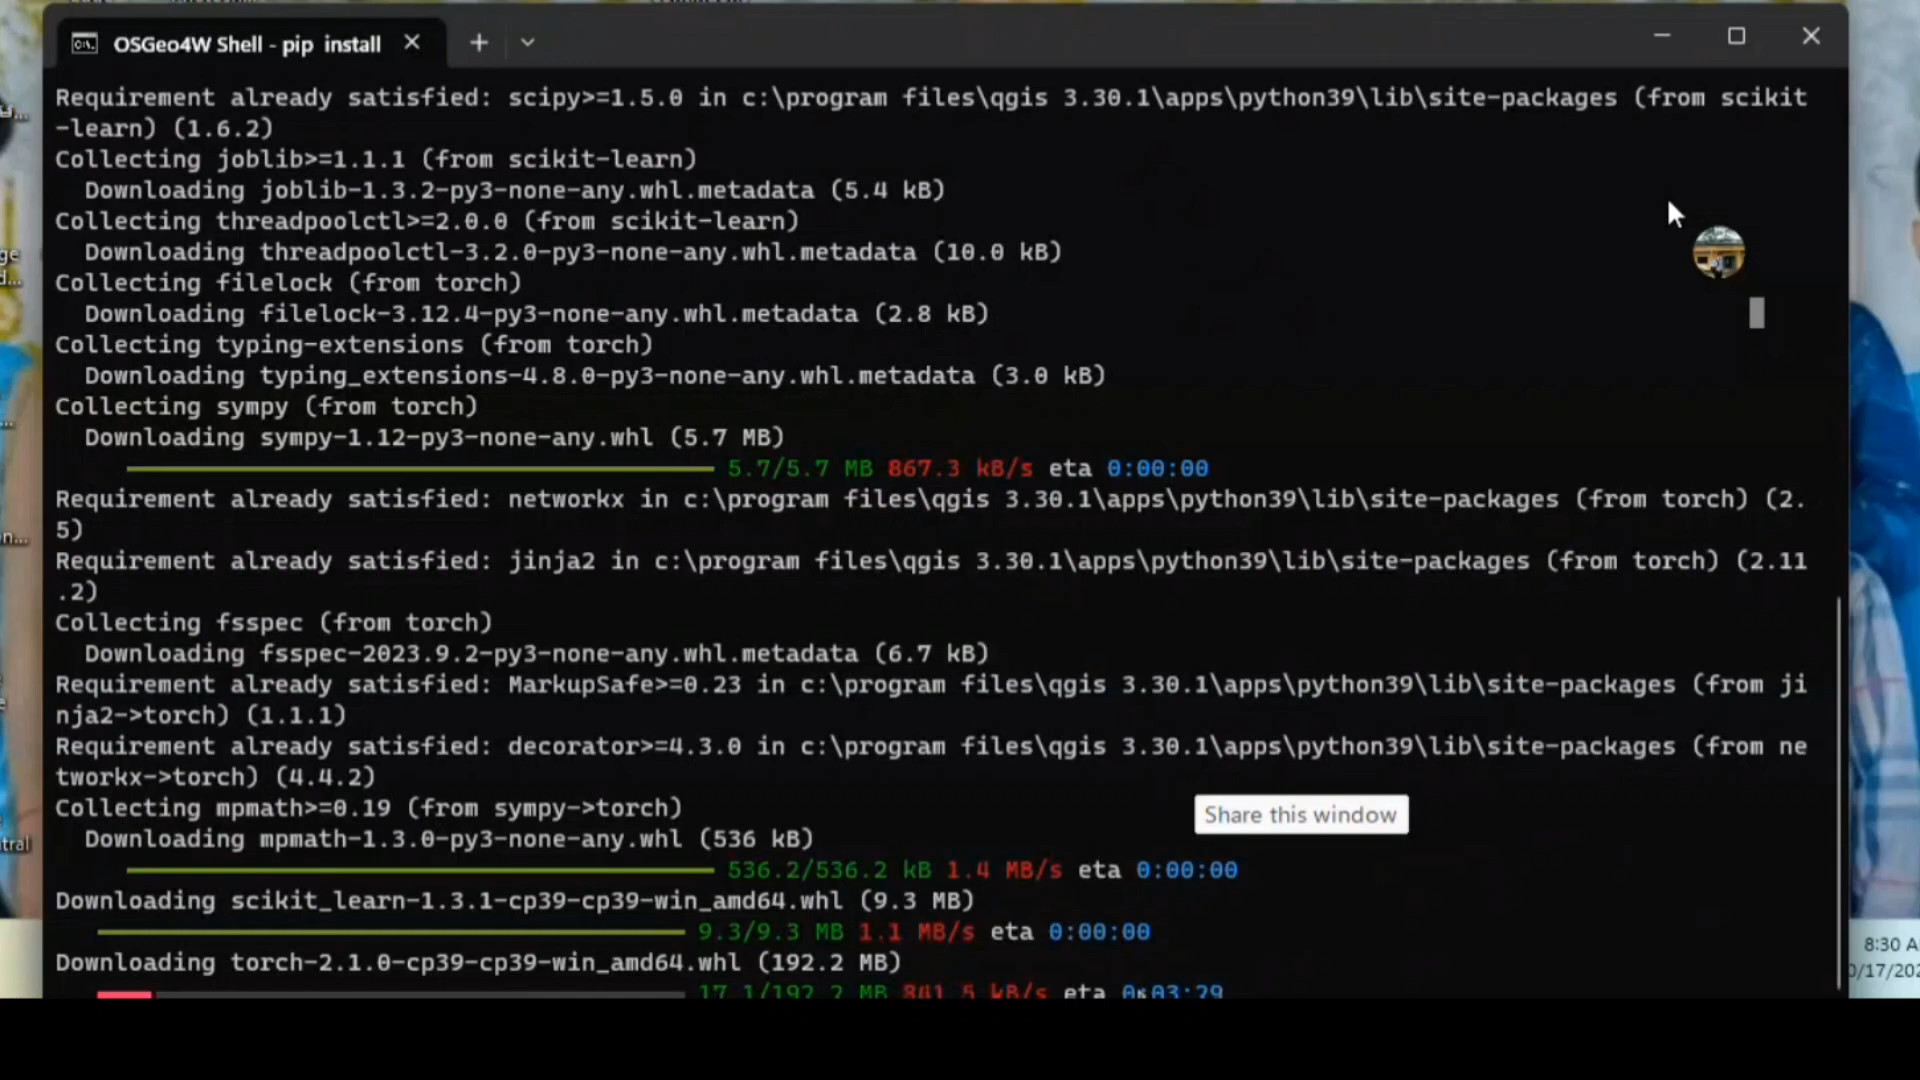 OSGeo4W Shell - pip install
Requirement already satisfied: scipy>=1.5.0 in c:\program files\qgis 3.30.1\apps\python39\lib\site-packages (from scikit
-learn) (1.6.2)
Collecting joblib>=1.1.1 (from scikit-learn)
Downloading joblib-1.3.2-py3-none-any.whl.metadata (5.4 kB)
Collecting threadpoolctl>=2.0.0 (from scikit-learn)
Downloading threadpoolctl-3.2.0-py3-none-any.whl.metadata (10.0 kB)
Collecting filelock (from torch)
Downloading filelock-3.12.4-py3-none-any.whl.metadata (2.8 kB)
Collecting typing-extensions (from torch)
Downloading typing_extensions-4.8.0-py3-none-any.whl.metadata (3.0 kB)
Collecting sympy (from torch)
Downloading sympy-1.12-py3-none-any.whl (5.7 MB)
5.7/5.7 MB 867.3 kB/s eta 0:00:00
Requirement already satisfied: networkx in c:\program files\qgis 3.30.1\apps\python39\lib\site-packages (from torch) (2.
5)
Requirement already satisfied: jinja2 in c:\program files\qgis 3.30.1\apps\python39\lib\site-packages (from torch) (2.11
.2)
Collecting fsspec (from torch)
Downloading fsspec-2023.9.2-py3-none-any.whl.metadata (6.7 kB)
Requirement already satisfied: MarkupSafe>=0.23 in c:\program files\qgis 3.30.1\apps\python39\lib\site-packages (from ji
nja2->torch) (1.1.1)
Requirement already satisfied: decorator>=4.3.0 in c:\program files\qgis 3.30.1\apps\python39\lib\site-packages (from ne
tworkx->torch) (4.4.2)
Collecting mpmath>=0.19 (from sympy->torch)
Share this window
Downloading mpmath-1.3.0-py3-none-any.whl (536 kB)
536.2/536.2 kB 1.4 MB/s eta 0:00:00
Downloading scikit_learn-1.3.1-cp39-cp39-win_amd64.whl (9.3 MB)
9.3/9.3 MB 1.1 MB/s eta 0:00:00
8:30 A
Downloading torch-2.1.0-cp39-cp39-win_amd64.whl (192.2 MB)
0/17/202
17.1/192.2 MB 841.5 kB/s eta 0:03:29